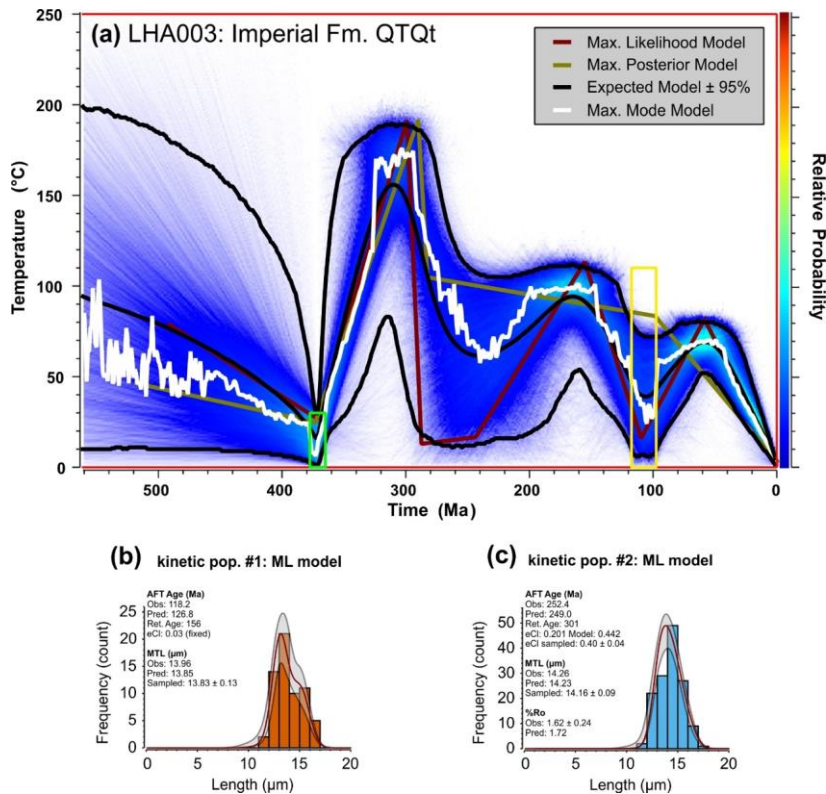 (a) LHA003: Imperial Fm. QTQt
Max. Likelihood Model
Max. Posterior Model
Expected Model ± 95%
Max. Mode Model
250
200
150
100
50
0
Temperature (°C)
500
400
300
200
100
0
Time (Ma)
Relative Probability
(b) kinetic pop. #1: ML model
AFT Age (Ma)
Obs: 118.2
Pred: 126.8
Ret. Age: 156
eCl: 0.03 (fixed)
MTL (µm)
Obs: 13.96
Pred: 13.85
Sampled: 13.83 ± 0.13
Frequency (count)
25
20
15
10
5
0
0 5 10 15 20
Length (µm)
(c) kinetic pop. #2: ML model
AFT Age (Ma)
Obs: 252.4
Pred: 249.0
Ret. Age: 301
eCl: 0.201 Model: 0.442
eCl sampled: 0.40 ± 0.04
MTL (µm)
Obs: 14.26
Pred: 14.23
Sampled: 14.16 ± 0.09
%Ro
Obs: 1.62 ± 0.24
Pred: 1.72
Frequency (count)
50
40
30
20
10
0
0 5 10 15 20
Length (µm)